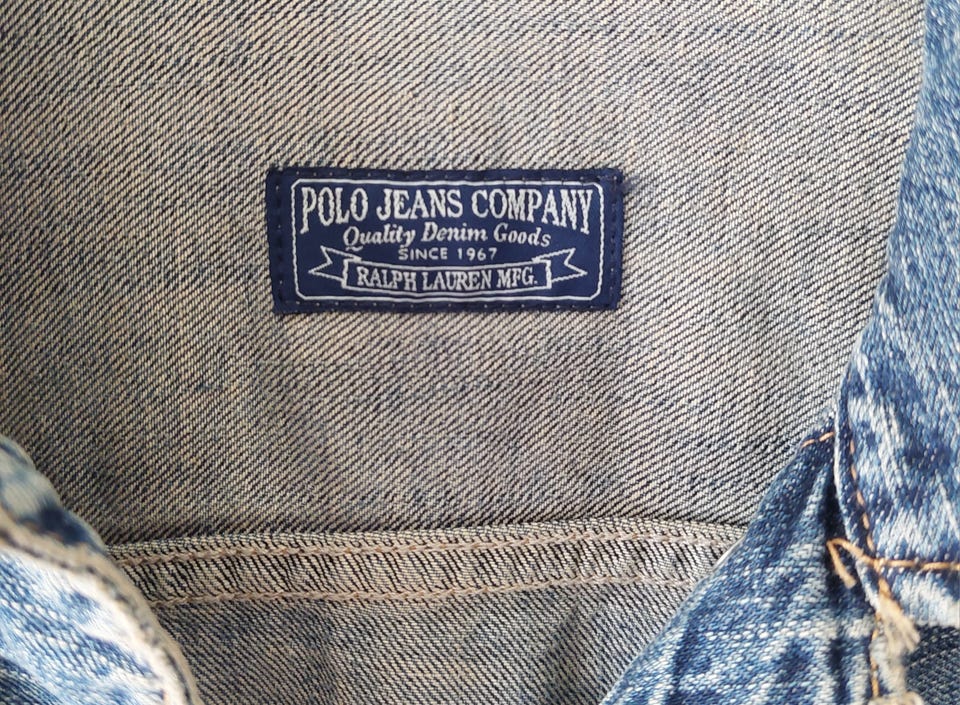 POLO JEANS COMPANY
Quality Denim Goods
SINCE 1967
RALPH LAUREN MFG.